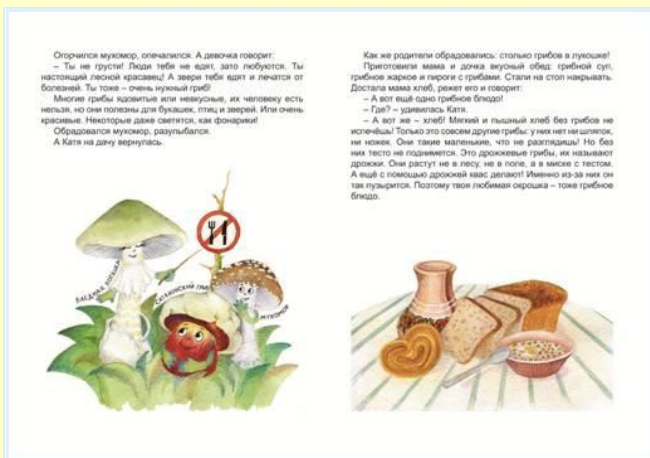 Огорчился мухомор, опечалился. А девочка говорит:
– Ты не грусти! Люди тебя не едят, зато любуются. Ты
настоящий лесной красавец! А звери тебя едят и лечатся от
болезней. Ты тоже – очень нужный гриб!
Многие грибы ядовитые или невкусные, их человеку есть
нельзя, но они полезны для букашек, птиц и зверей. Или очень
красивые. Некоторые даже светятся, как фонарики!
Обрадовался мухомор, разулыбался.
А Катя на дачу вернулась.
БЛЕДНАЯ ПОГАНКА
САТАНИНСКИЙ ГРИБ
МУХОМОР
Как же родители обрадовались: столько грибов в лукошке!
Приготовили мама и дочка вкусный обед: грибной суп,
грибное жаркое и пироги с грибами. Стали на стол накрывать.
Достала мама хлеб, режет его и говорит:
– А вот ещё одно грибное блюдо!
– Где? – удивилась Катя.
– А вот же – хлеб! Мягкий и пышный хлеб без грибов не
испечёшь! Только это совсем другие грибы: у них нет ни шляпок,
ни ножек. Они такие маленькие, что не разглядишь! Но без
них тесто не поднимется. Это дрожжевые грибы, их называют
дрожжи. Они растут не в лесу, не в поле, а в миске с тестом.
А ещё с помощью дрожжей квас делают! Именно из-за них он
так пузырится. Поэтому твоя любимая окрошка – тоже грибное
блюдо.